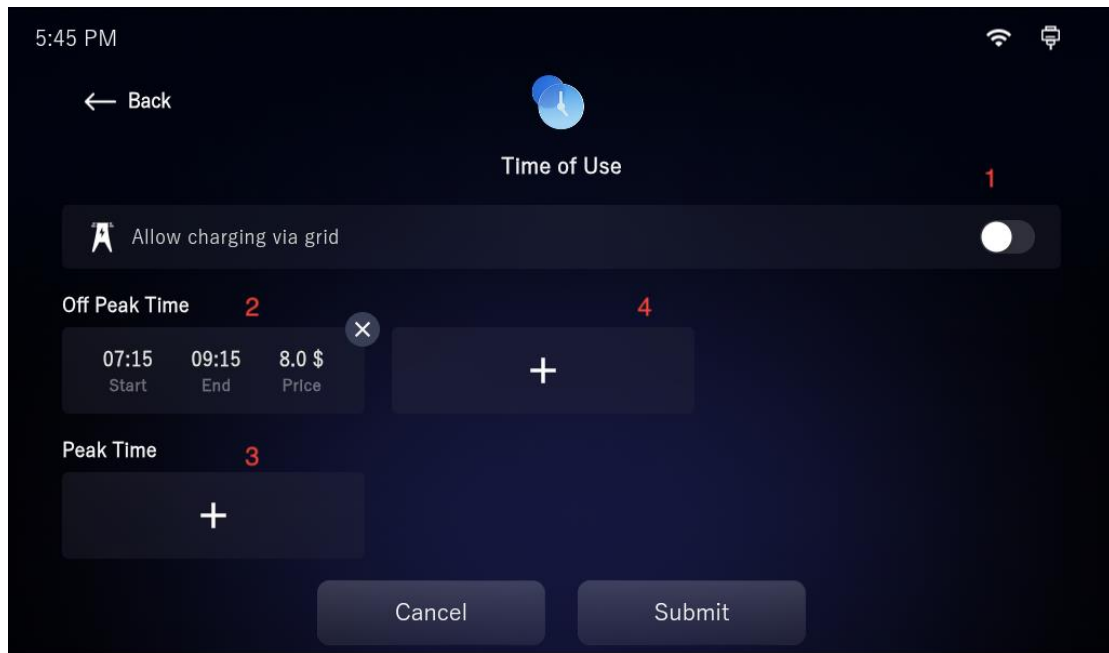 5:45 PM
← Back
Time of Use
1
Allow charging via grid
Off Peak Time 2 4
07:15 09:15 8.0 $
Start End Price
Peak Time 3
Cancel Submit